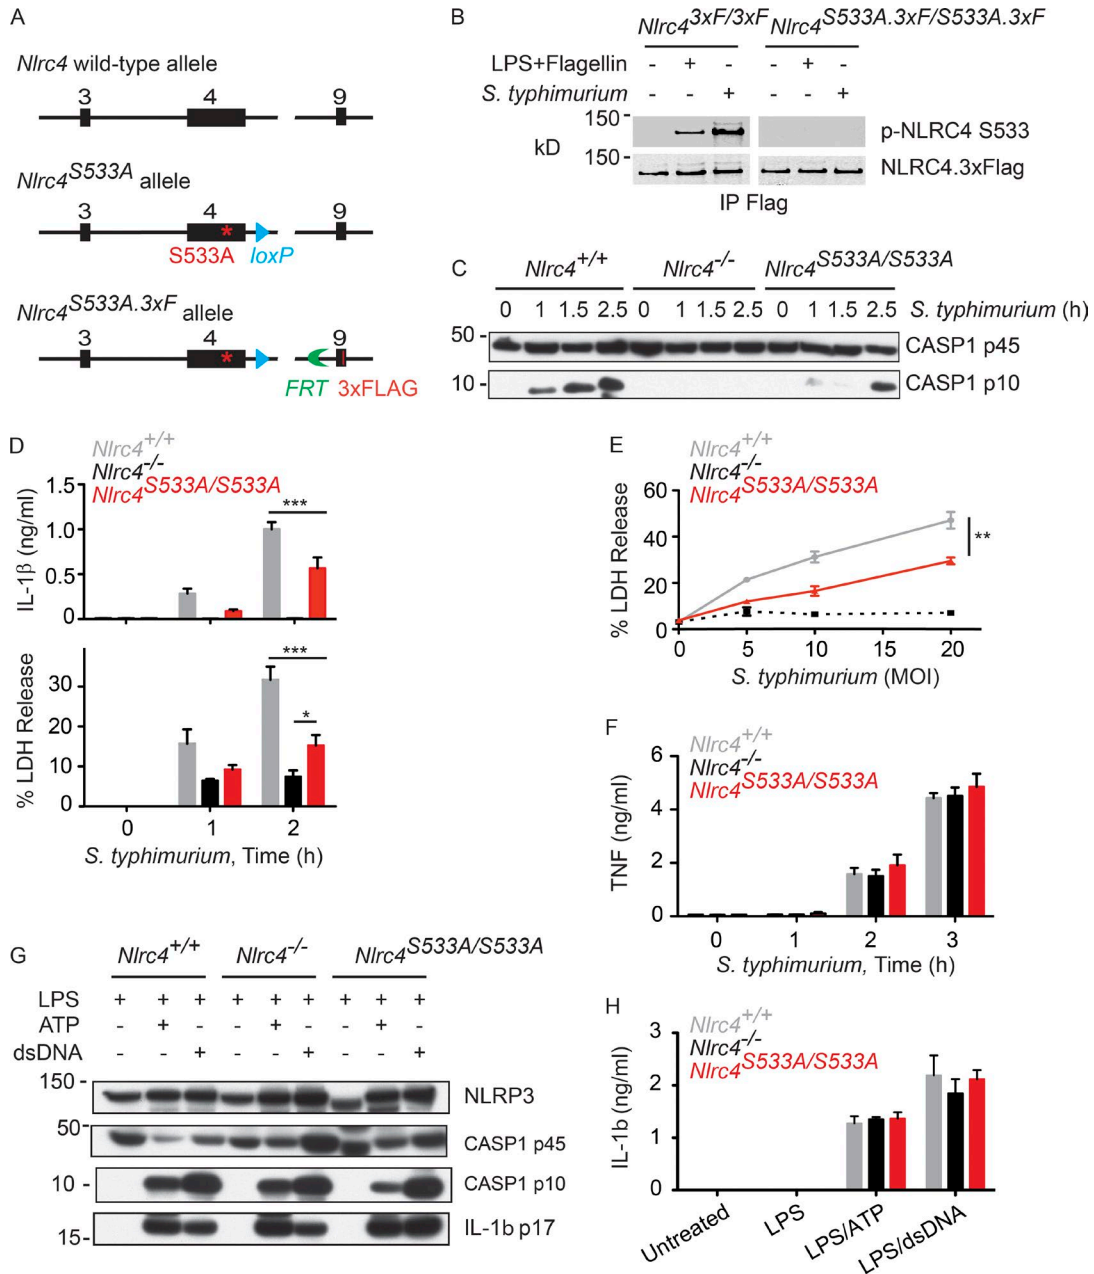 A
Nlrc4 wild-type allele
3 4 9
Nlrc4S533A allele
3 4 9
* S533A loxP
Nlrc4S533A.3xF allele
3 4 9
*
FRT 3xFLAG
B
Nlrc43xF/3xF Nlrc4S533A.3xF/S533A.3xF
LPS+Flagellin - + - - + -
S. typhimurium - - + - - +
150 p-NLRC4 S533
kD
150 NLRC4.3xFlag
IP Flag
C
Nlrc4+/+ Nlrc4-/- Nlrc4S533A/S533A
0 1 1.5 2.5 0 1 1.5 2.5 0 1 1.5 2.5 S. typhimurium (h)
50 - CASP1 p45
10 - CASP1 p10
D
Nlrc4+/+
Nlrc4-/-
Nlrc4S533A/S533A
IL-1β (ng/ml)
1.5
1.0
0.5
0
***
% LDH Release
30
20
10
0
***
*
0 1 2
S. typhimurium, Time (h)
E
Nlrc4+/+
Nlrc4-/-
Nlrc4S533A/S533A
% LDH Release
60
40
20
0
**
0 5 10 15 20
S. typhimurium (MOI)
F
Nlrc4+/+
Nlrc4-/-
Nlrc4S533A/S533A
TNF (ng/ml)
6
4
2
0
0 1 2 3
S. typhimurium, Time (h)
G
Nlrc4+/+ Nlrc4-/- Nlrc4S533A/S533A
LPS + + + + + + + + +
ATP - + - - + - - + -
dsDNA - - + - - + - - +
150 - NLRP3
50 - CASP1 p45
10 - CASP1 p10
15- IL-1b p17
H
Nlrc4+/+
Nlrc4-/-
Nlrc4S533A/S533A
IL-1b (ng/ml)
3
2
1
0
Untreated LPS LPS/ATP LPS/dsDNA